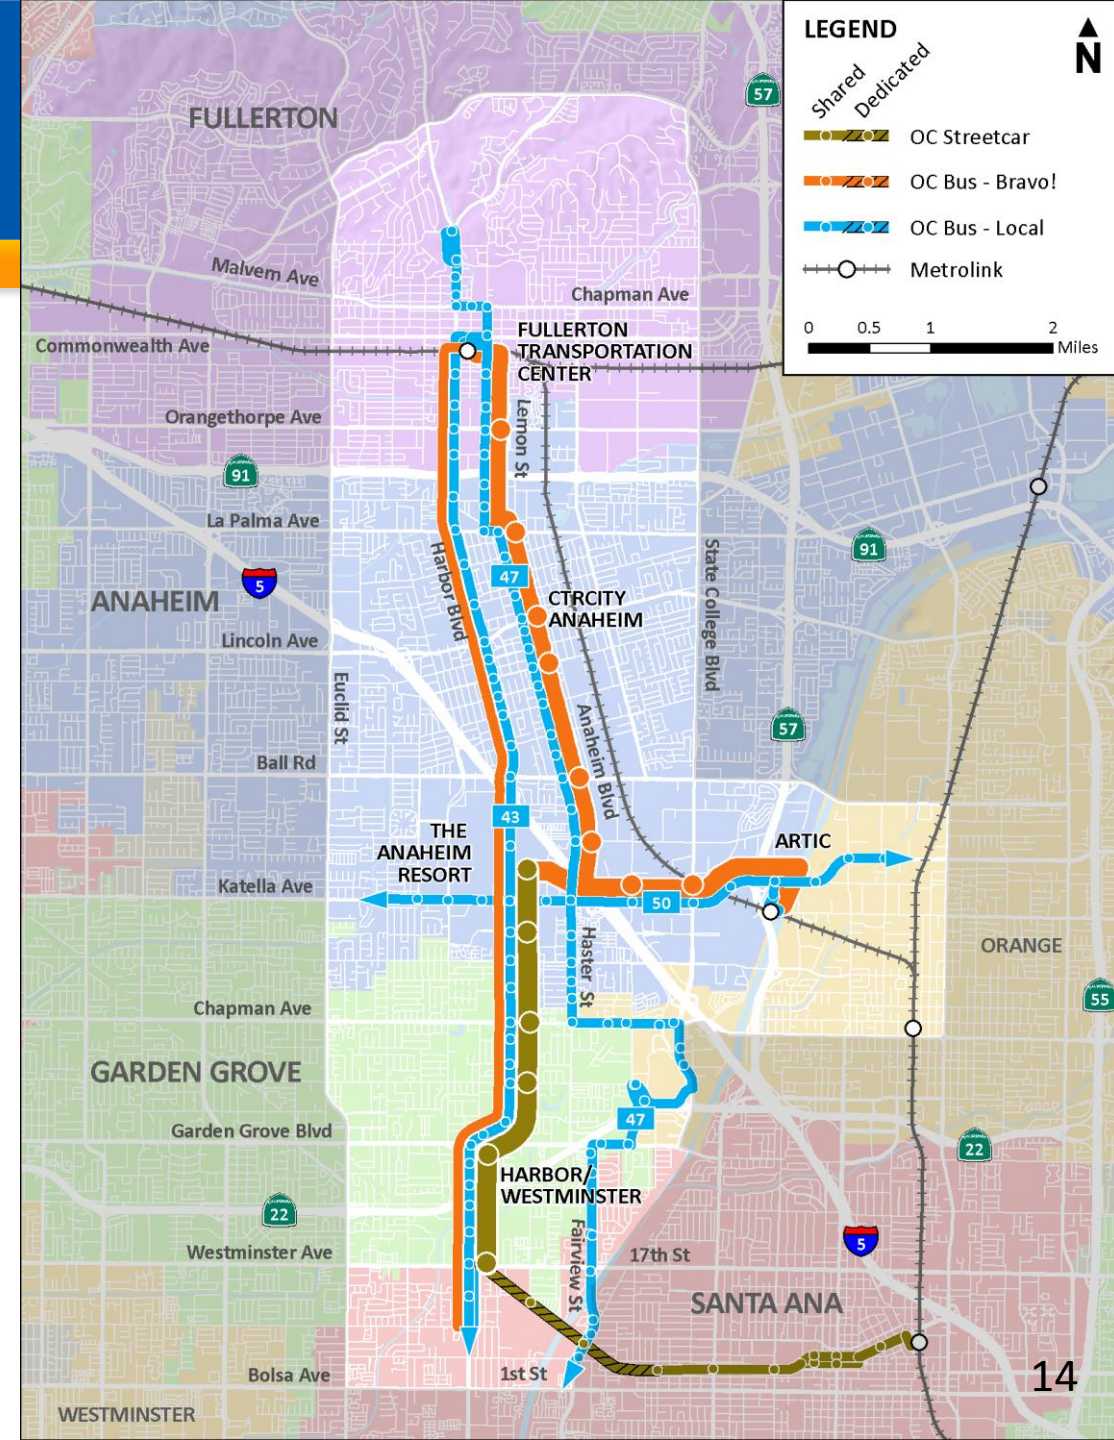 LEGEND
N
Shared
Dedicated
OC Streetcar
OC Bus - Bravo!
OC Bus - Local
Metrolink
0 0.5 1 2
Miles
57
FULLERTON
Malvern Ave
Chapman Ave
Commonwealth Ave
FULLERTON
TRANSPORTATION
CENTER
Orangethorpe Ave
Lemon St
91
La Palma Ave
91
Harbor Blvd
State College Blvd
5
47
ANAHEIM
CTRCITY
ANAHEIM
Lincoln Ave
Euclid St
Anaheim Blvd
57
Ball Rd
43
THE
ANAHEIM
RESORT
ARTIC
Katella Ave
50
Haster St
ORANGE
55
Chapman Ave
GARDEN GROVE
47
Garden Grove Blvd
22
HARBOR/
WESTMINSTER
22
Fairview St
5
Westminster Ave
17th St
SANTA ANA
Bolsa Ave
1st St
14
WESTMINSTER